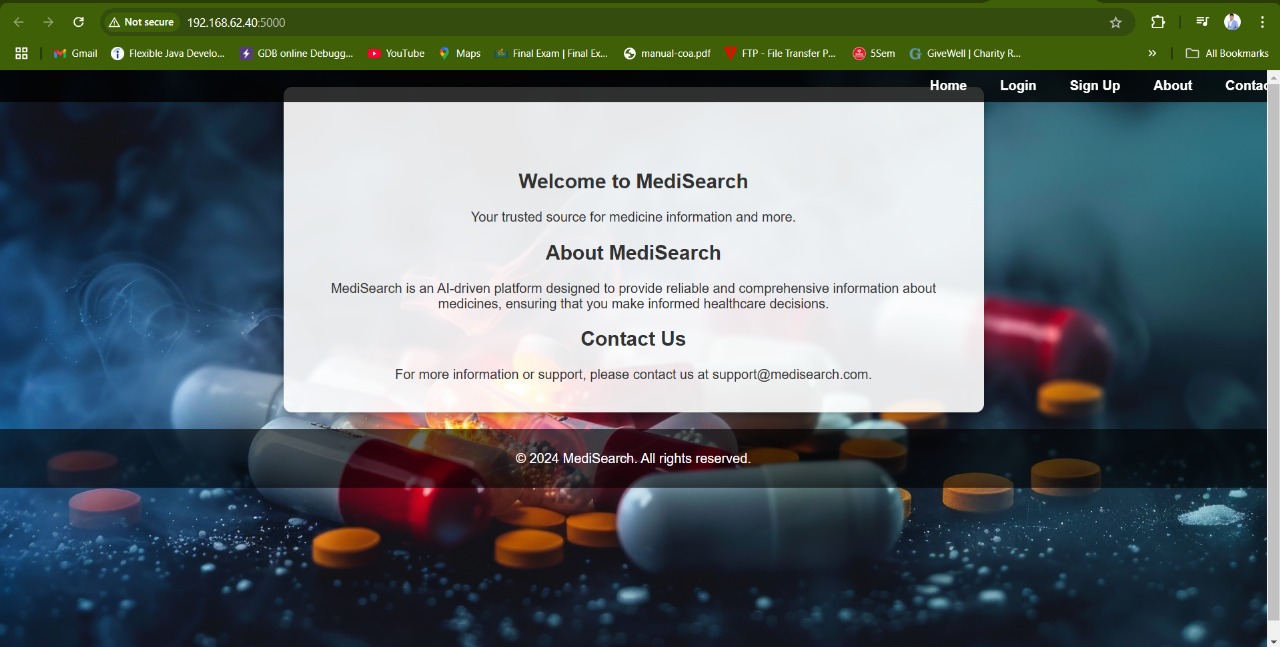 Not secure
192.168.62.40:5000
Gmail
Flexible Java Develo...
GDB online Debugg...
YouTube
Maps
Final Exam | Final Ex...
manual-coa.pdf
FTP - File Transfer P...
5Sem
GiveWell | Charity R...
»
All Bookmarks
Home Login Sign Up About Contac
Welcome to MediSearch
Your trusted source for medicine information and more.
About MediSearch
MediSearch is an AI-driven platform designed to provide reliable and comprehensive information about
medicines, ensuring that you make informed healthcare decisions.
Contact Us
For more information or support, please contact us at support@medisearch.com.
© 2024 MediSearch. All rights reserved.